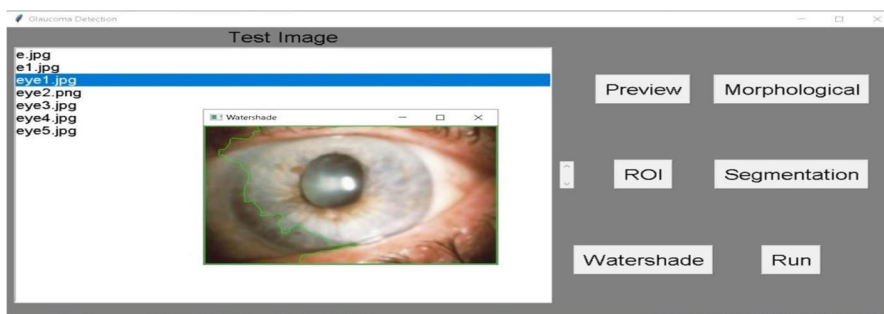 Glaucoma Detection
Test Image
e.jpg
e1.jpg
eye1.jpg
eye2.png
eye3.jpg
eye4.jpg
eye5.jpg
Watershade
Preview
Morphological
ROI
Segmentation
Watershade
Run